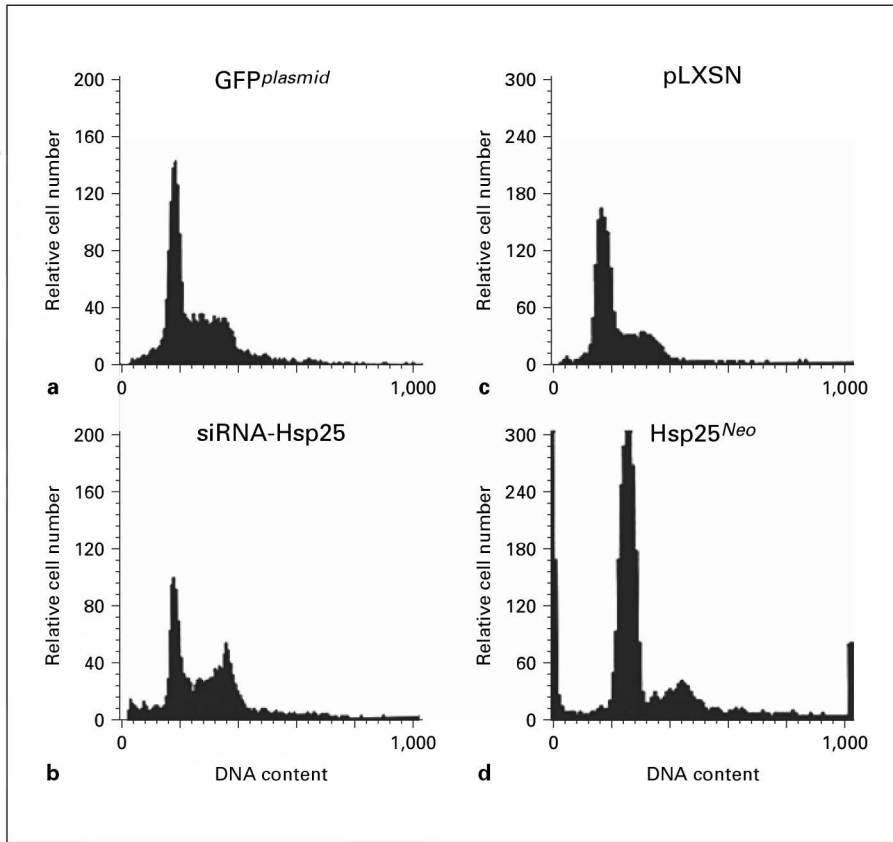 GFPplasmid
Relative cell number
200
160
120
80
40
0
0
1,000
a
pLXSN
Relative cell number
300
240
180
120
60
0
0
1,000
c
siRNA-Hsp25
Relative cell number
200
160
120
80
40
0
0
1,000
b
DNA content
Hsp25Neo
Relative cell number
300
240
180
120
60
0
0
1,000
d
DNA content